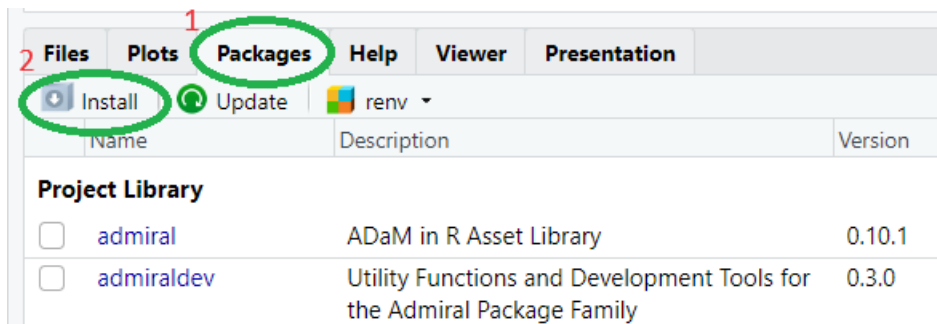 1
2
Files Plots Packages Help Viewer Presentation
Install Update renv
Name Description Version
Project Library
admiral ADaM in R Asset Library 0.10.1
admiraldev Utility Functions and Development Tools for 0.3.0
the Admiral Package Family